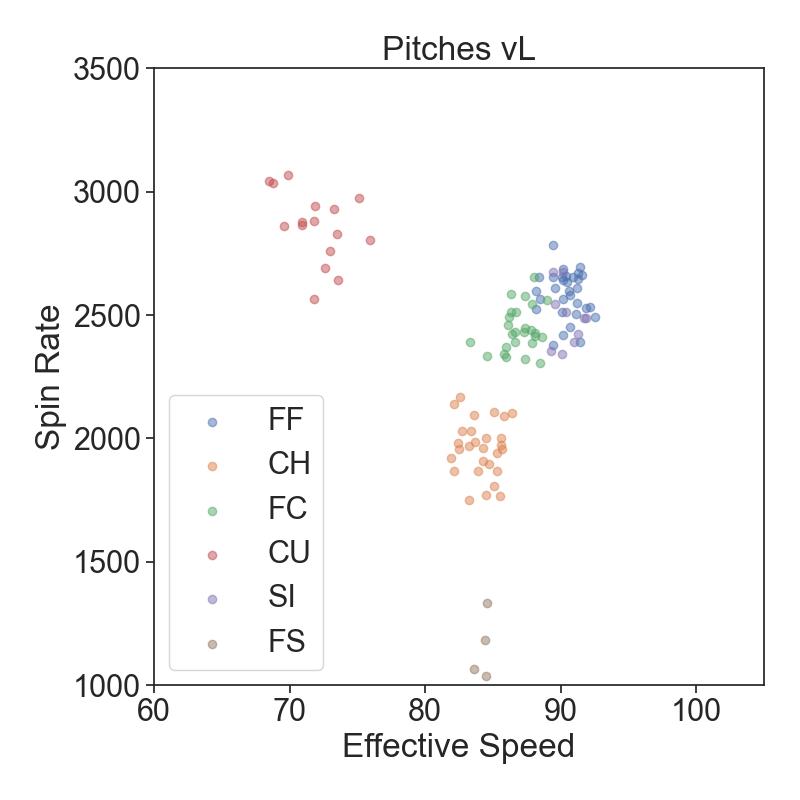 Pitches vL
3500
3000
2500
2000
1500
1000
Spin Rate
FF
CH
FC
CU
SI
FS
60 70 80 90 100
Effective Speed